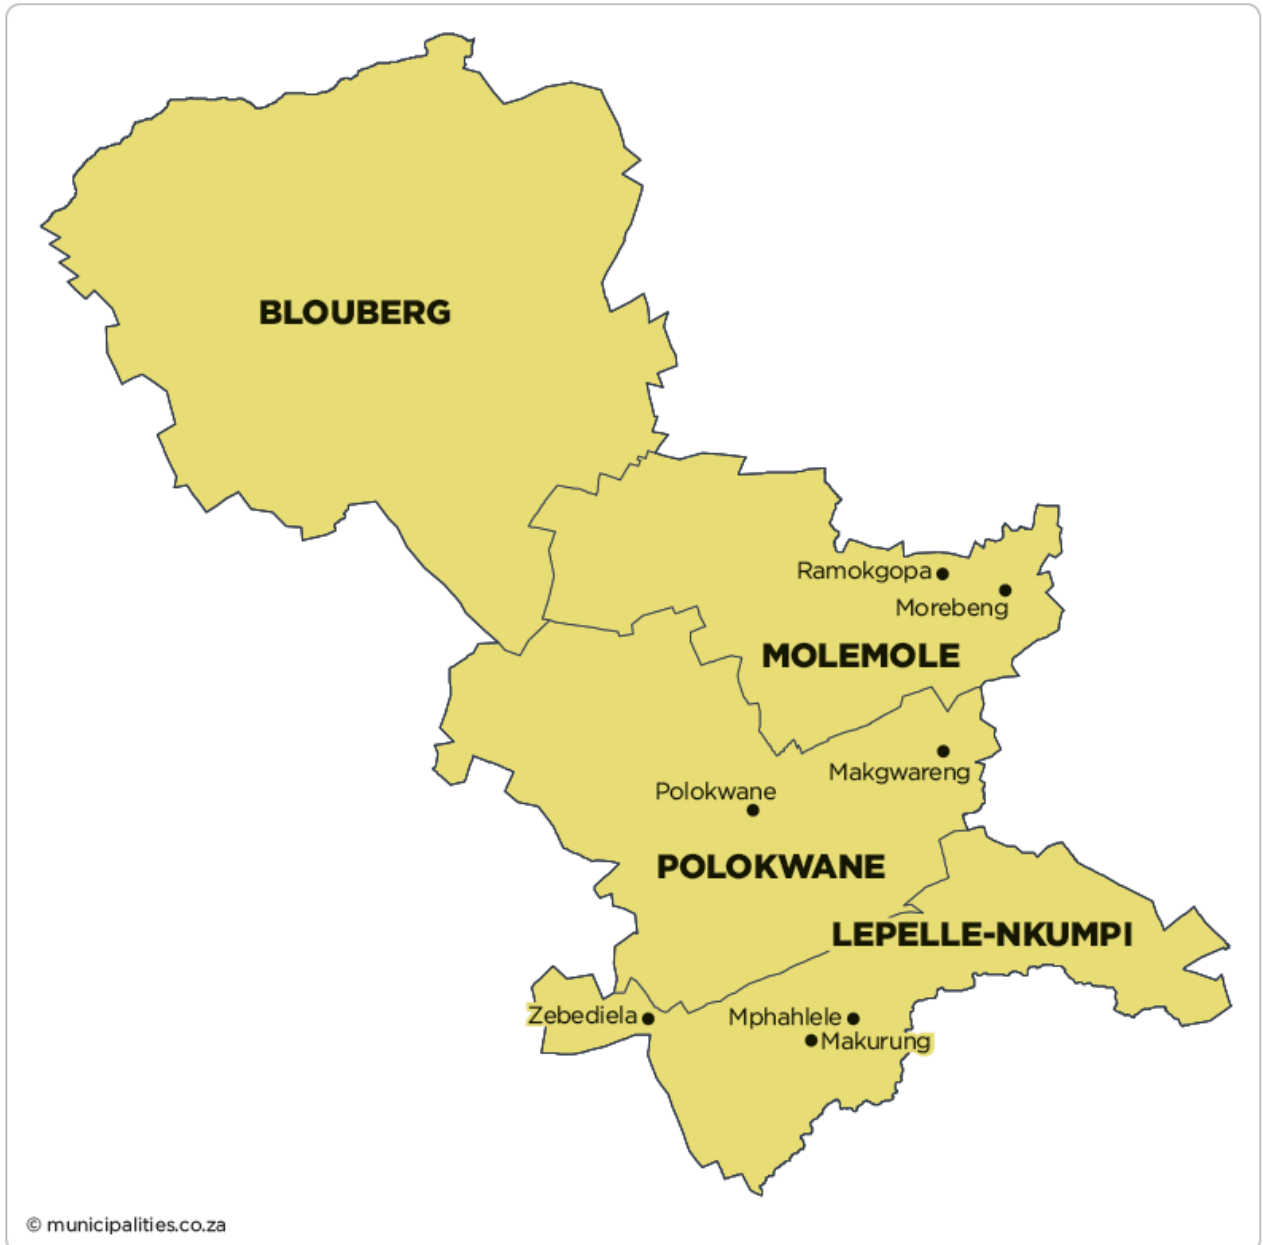 BLOUBERG
Ramokgopa
Morebeng
MOLEMOLE
Makgwareng
Polokwane
POLOKWANE
LEPELLE-NKUMPI
Zebediela
Mphahlele
Makurung
© municipalities.co.za